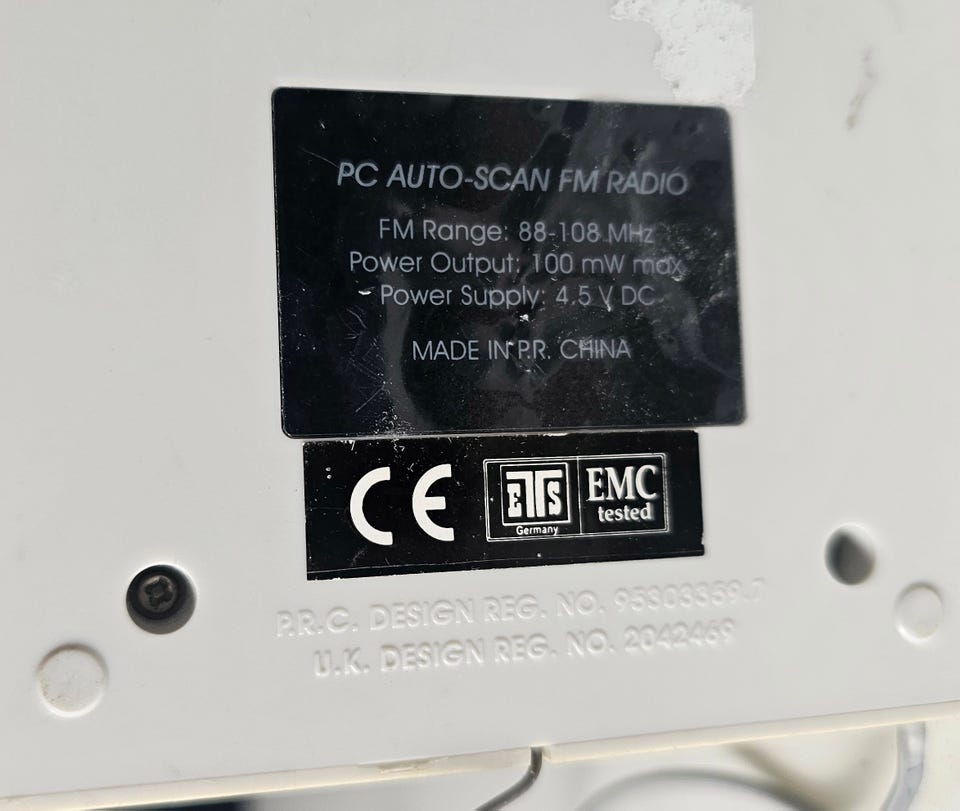 PC AUTO-SCAN FM RADIO
FM Range: 88-108 MHz
Power Output: 100 mW max
Power Supply: 4.5 V DC
MADE IN P.R. CHINA
CE ETS EMC
Germany tested
P.R.C. DESIGN REG. NO. 95303359.7
U.K. DESIGN REG. NO. 2042469